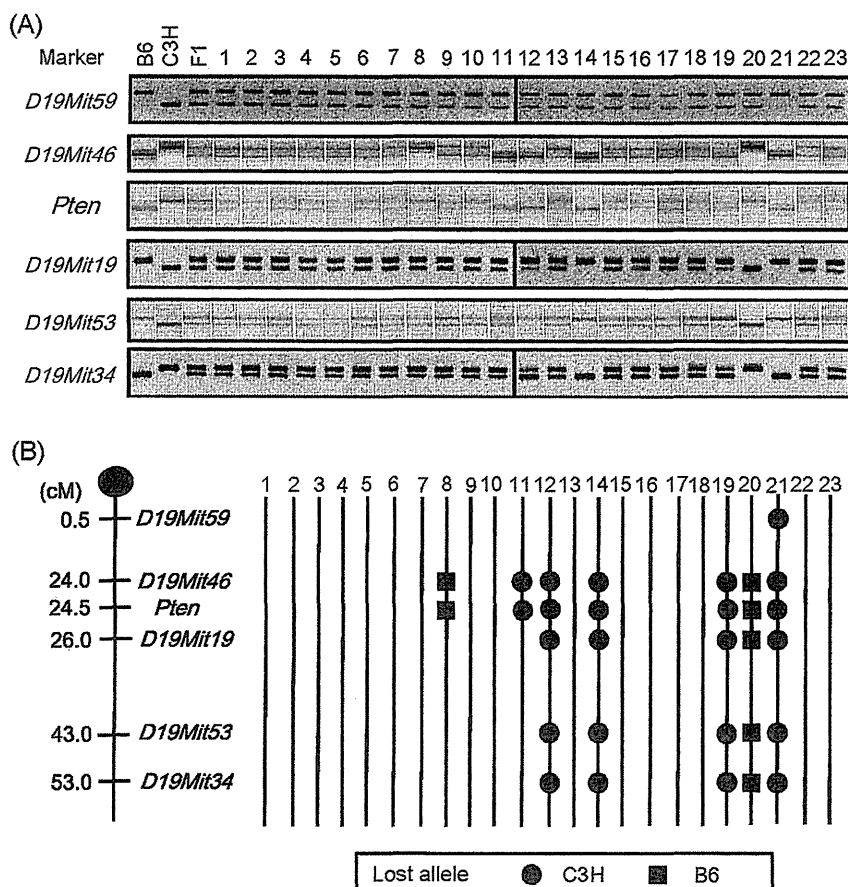 (A)
Marker B6 C3H F1 1 2 3 4 5 6 7 8 9 10 11 12 13 14 15 16 17 18 19 20 21 22 23
D19Mit59
D19Mit46
Pten
D19Mit19
D19Mit53
D19Mit34
(B)
(cM) 1 2 3 4 5 6 7 8 9 10 11 12 13 14 15 16 17 18 19 20 21 22 23
0.5 D19Mit59
24.0 D19Mit46
24.5 Pten
26.0 D19Mit19
43.0 D19Mit53
53.0 D19Mit34
Lost allele C3H B6